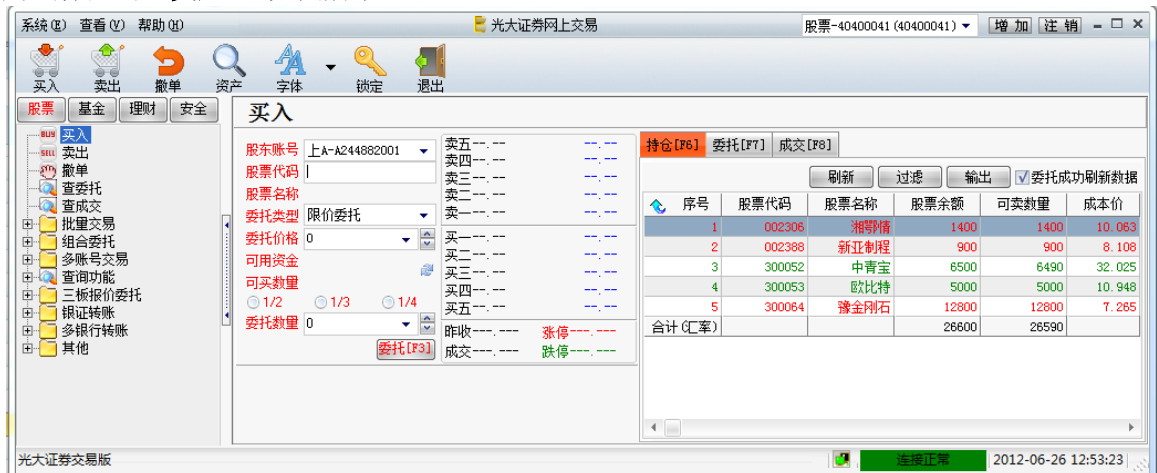 系统(E) 查看(V) 帮助(H) 光大证券网上交易 股票-40400041(40400041) 增 加 注 销
买入 卖出 撤单 资产 字体 锁定 退出
股票 基金 理财 安全
BUY 买入
SELL 卖出
撤单
查委托
查成交
批量交易
组合委托
多账号交易
查询功能
三板报价委托
银证转账
多银行转账
其他
买入
股东账号 上A-A244882001
股票代码
股票名称
委托类型 限价委托
委托价格 0
可用资金
可买数量
1/2 1/3 1/4
委托数量 0
委托[F3]
卖五--.-- --.--
卖四--.-- --.--
卖三--.-- --.--
卖二--.-- --.--
卖一--.-- --.--
买一--.-- --.--
买二--.-- --.--
买三--.-- --.--
买四--.-- --.--
买五--.-- --.--
昨收---.--- 涨停---.---
成交---.--- 跌停---.---
持仓[F6] 委托[F7] 成交[F8]
刷新 过滤 输出 委托成功刷新数据
序号 股票代码 股票名称 股票余额 可卖数量 成本价
1 002306 湘鄂情 1400 1400 10.063
2 002388 新亚制程 900 900 8.108
3 300052 中青宝 6500 6490 32.025
4 300053 欧比特 5000 5000 10.948
5 300064 豫金刚石 12800 12800 7.265
合计(汇率) 26600 26590
光大证券交易版 连接正常 2012-06-26 12:53:23